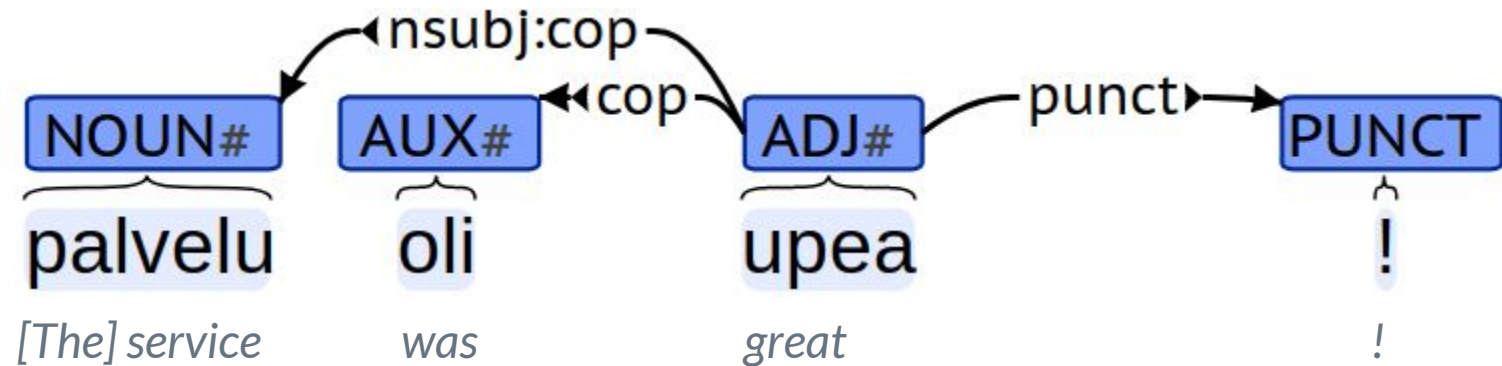 nsubj:cop
cop punct
NOUN# AUX# ADJ# PUNCT
palvelu oli upea !
[The] service was great !